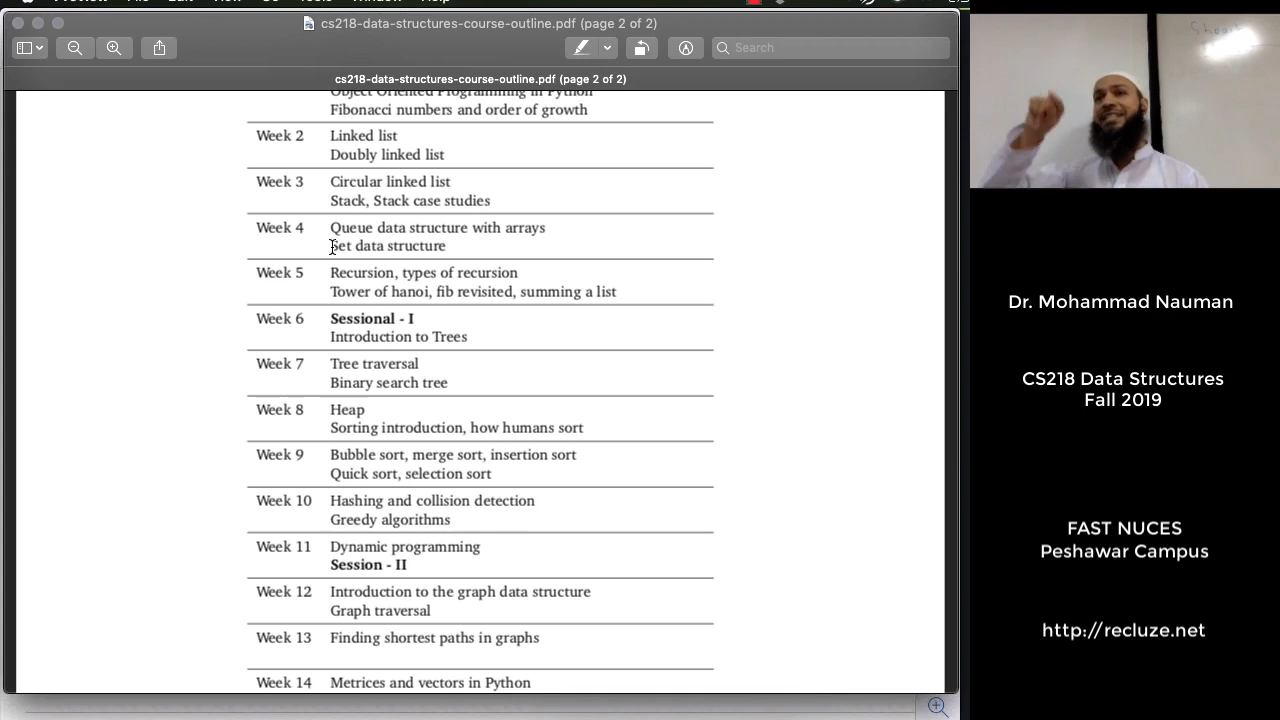 cs218-data-structures-course-outline.pdf (page 2 of 2)
Search
cs218-data-structures-course-outline.pdf (page 2 of 2)
Object Oriented Programming in Python
Fibonacci numbers and order of growth
Week 2 Linked list
Doubly linked list
Week 3 Circular linked list
Stack, Stack case studies
Week 4 Queue data structure with arrays
Set data structure
Week 5 Recursion, types of recursion
Tower of hanoi, fib revisited, summing a list
Week 6 Sessional - I
Introduction to Trees
Week 7 Tree traversal
Binary search tree
Week 8 Heap
Sorting introduction, how humans sort
Week 9 Bubble sort, merge sort, insertion sort
Quick sort, selection sort
Week 10 Hashing and collision detection
Greedy algorithms
Week 11 Dynamic programming
Session - II
Week 12 Introduction to the graph data structure
Graph traversal
Week 13 Finding shortest paths in graphs
Week 14 Metrices and vectors in Python
Dr. Mohammad Nauman
CS218 Data Structures
Fall 2019
FAST NUCES
Peshawar Campus
http://recluze.net